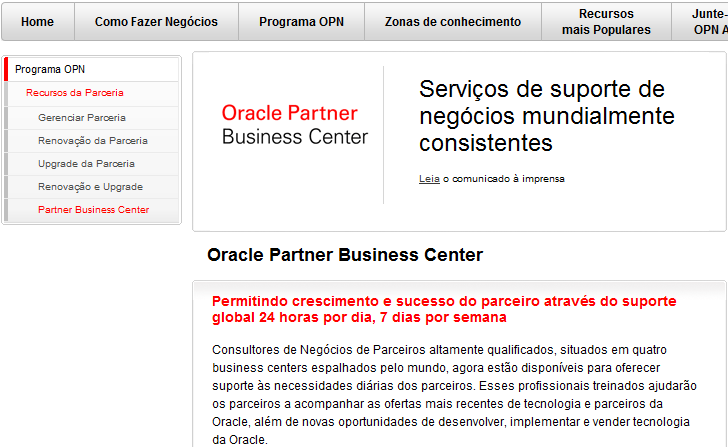 Home
Como Fazer Negócios
Programa OPN
Zonas de conhecimento
Recursos
mais Populares
Junte-
OPN A
Programa OPN
Recursos da Parceria
Gerenciar Parceria
Renovação da Parceria
Upgrade da Parceria
Renovação e Upgrade
Partner Business Center
Oracle Partner
Business Center
Serviços de suporte de
negócios mundialmente
consistentes
Leia o comunicado à imprensa
Oracle Partner Business Center
Permitindo crescimento e sucesso do parceiro através do suporte
global 24 horas por dia, 7 dias por semana
Consultores de Negócios de Parceiros altamente qualificados, situados em quatro
business centers espalhados pelo mundo, agora estão disponíveis para oferecer
suporte às necessidades diárias dos parceiros. Esses profissionais treinados ajudarão
os parceiros a acompanhar as ofertas mais recentes de tecnologia e parceiros da
Oracle, além de novas oportunidades de desenvolver, implementar e vender tecnologia
da Oracle.